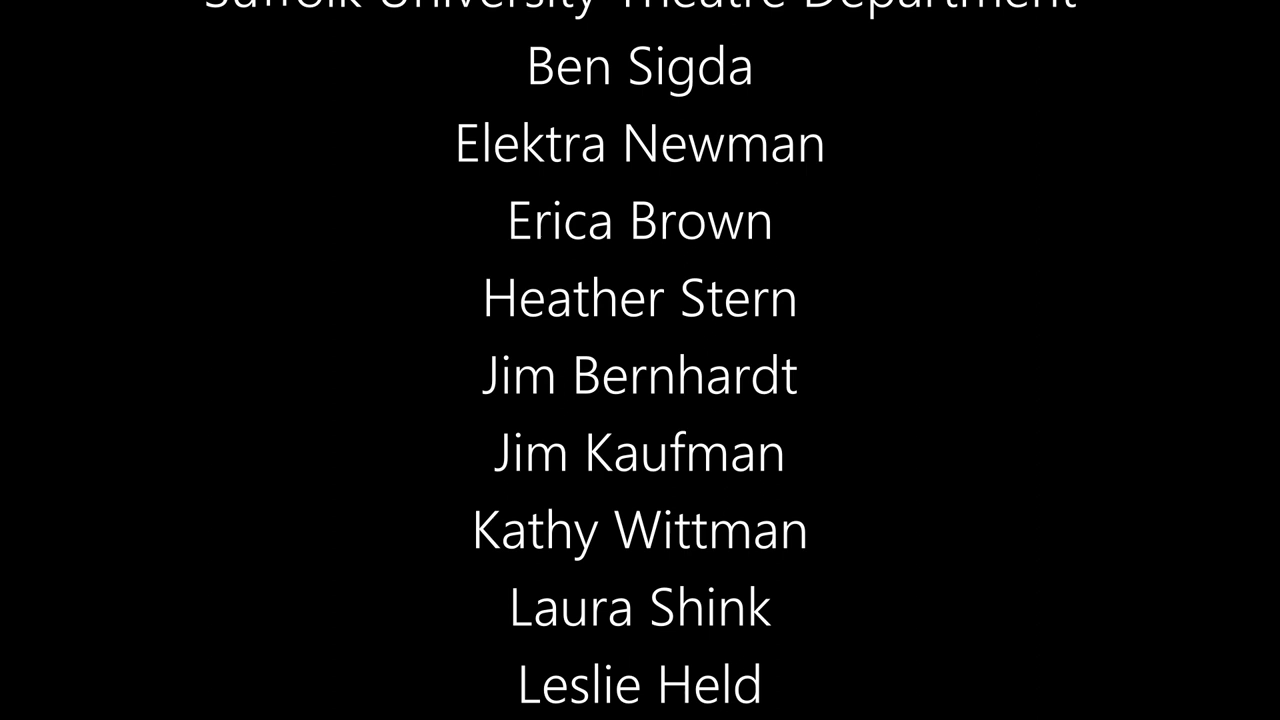 Suffolk University Theatre Department
Ben Sigda
Elektra Newman
Erica Brown
Heather Stern
Jim Bernhardt
Jim Kaufman
Kathy Wittman
Laura Shink
Leslie Held